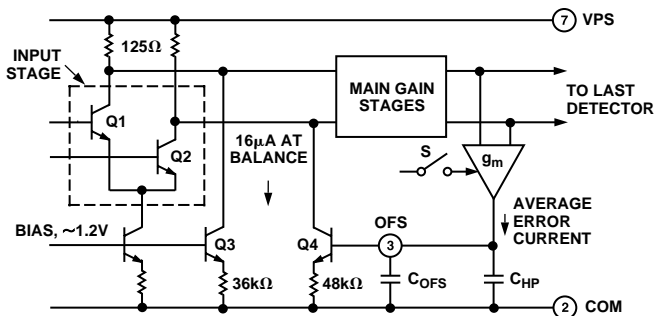 7 VPS
125Ω
INPUT
STAGE
MAIN GAIN
STAGES
TO LAST
DETECTOR
Q1
Q2
16µA AT
BALANCE
S
gm
AVERAGE
ERROR
CURRENT
BIAS, ~1.2V
Q3
Q4
OFS
3
36kΩ
48kΩ
COFS
CHP
2 COM